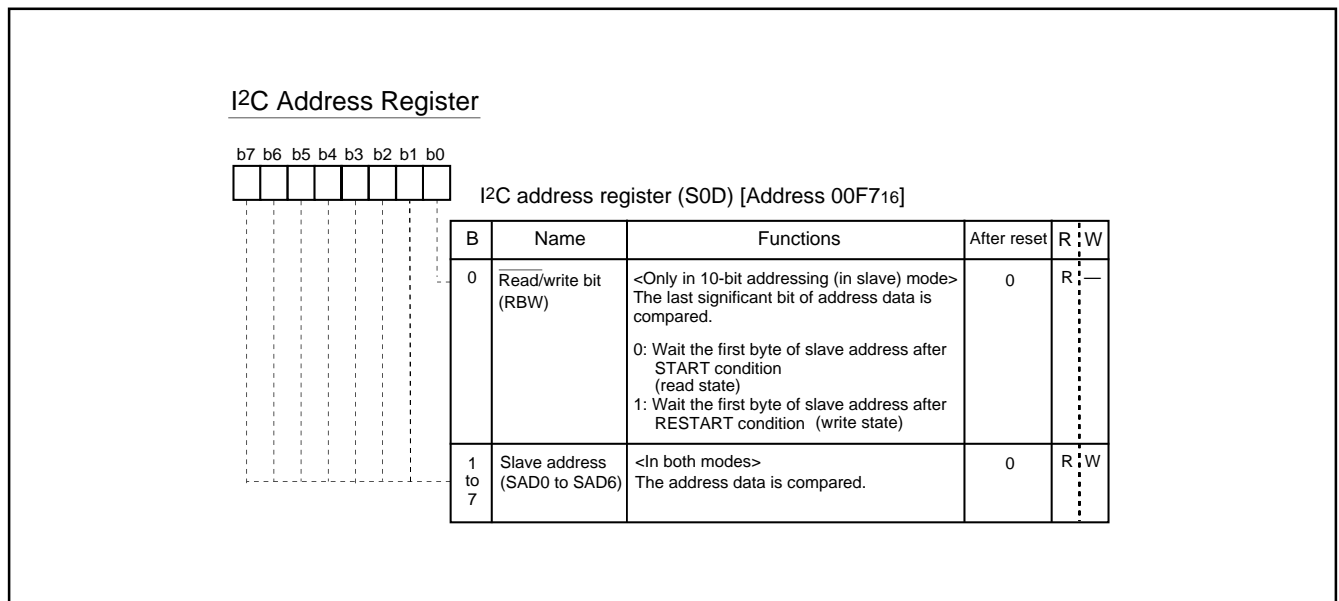 I2C Address Register
b7 b6 b5 b4 b3 b2 b1 b0
I2C address register (S0D) [Address 00F716]
B Name Functions After reset R W
0 Read/write bit <Only in 10-bit addressing (in slave) mode> 0 R —
(RBW) The last significant bit of address data is
compared.
0: Wait the first byte of slave address after
START condition
(read state)
1: Wait the first byte of slave address after
RESTART condition (write state)
1 Slave address <In both modes> 0 R W
to (SAD0 to SAD6) The address data is compared.
7